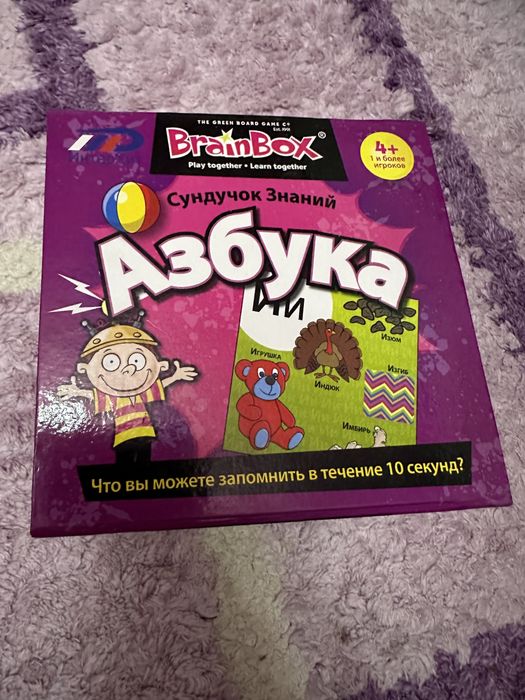 THE GREEN BOARD GAME Cº
Est. XVI
BrainBox®
Play together • Learn together
4+
1 и более
игроков
Сундучок Знаний
Азбука
Ии
Изюм
Игрушка
Индюк
Изгиб
Имбирь
Что вы можете запомнить в течение 10 секунд?